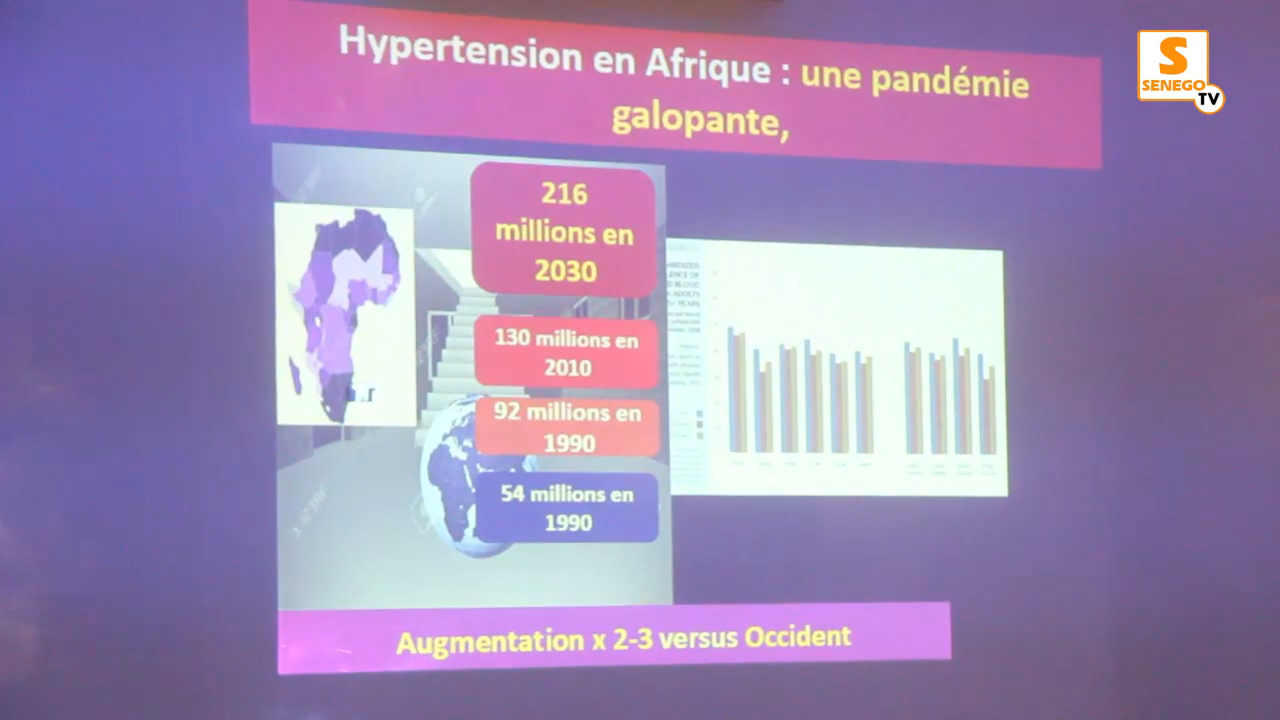 Hypertension en Afrique : une pandémie
galopante,
SENEGO
TV
216
millions en
2030
130 millions en
2010
92 millions en
1990
54 millions en
1990
Augmentation x 2-3 versus Occident